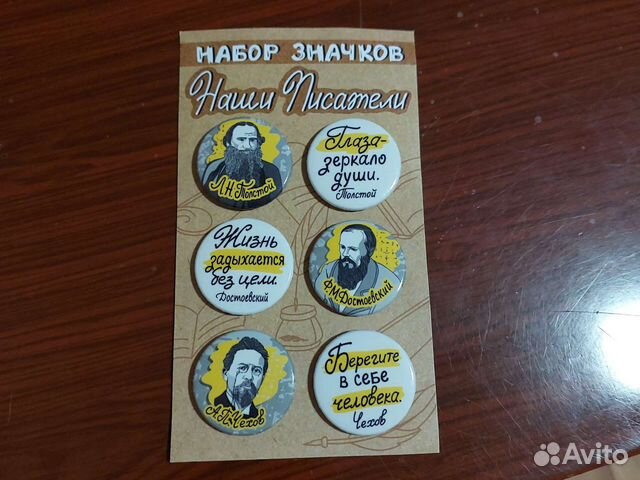 НАБОР ЗНАЧКОВ
Наши Писатели
Л.Н.Толстой
Глаза-
зеркало
души.
Толстой
Жизнь
задыхается
без цели.
Достоевский
Ф.М.Достоевский
А.П.Чехов
Берегите
в себе
человека.
Чехов
Avito